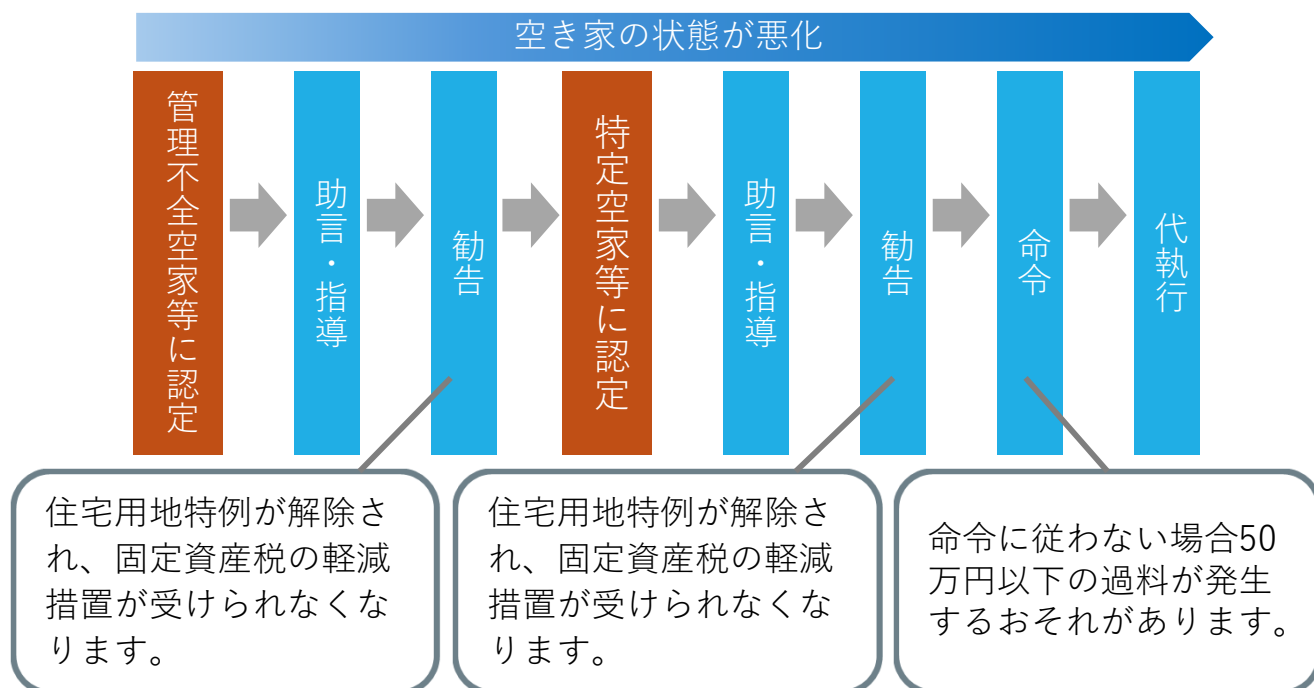 空き家の状態が悪化
管理不全空家等に認定
助言・指導
勧告
特定空家等に認定
助言・指導
勧告
命令
代執行
住宅用地特例が解除さ
れ、固定資産税の軽減
措置が受けられなくな
ります。
住宅用地特例が解除さ
れ、固定資産税の軽減
措置が受けられなくな
ります。
命令に従わない場合50
万円以下の過料が発生
するおそれがあります。